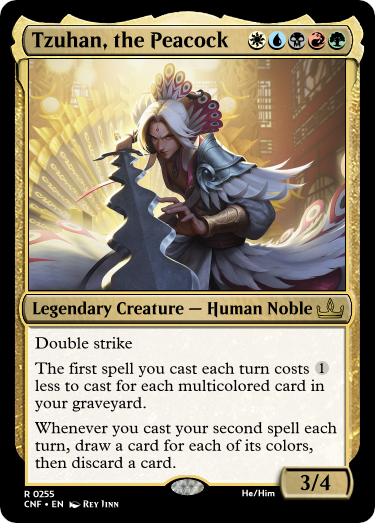 Tzuhan, the Peacock
Legendary Creature — Human Noble
Double strike
The first spell you cast each turn costs 1
less to cast for each multicolored card in
your graveyard.
Whenever you cast your second spell each
turn, draw a card for each of its colors,
then discard a card.
3/4
R 0255
CNF • EN Rey Jinn
He/Him